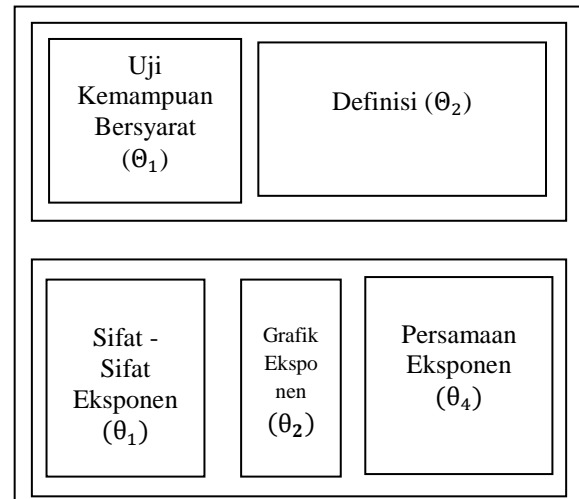 Uji
Kemampuan
Bersyarat
(Θ₁)
Definisi (Θ₂)
Sifat -
Sifat
Eksponen
(θ₁)
Grafik
Ekspo
nen
(θ₂)
Persamaan
Eksponen
(θ₄)